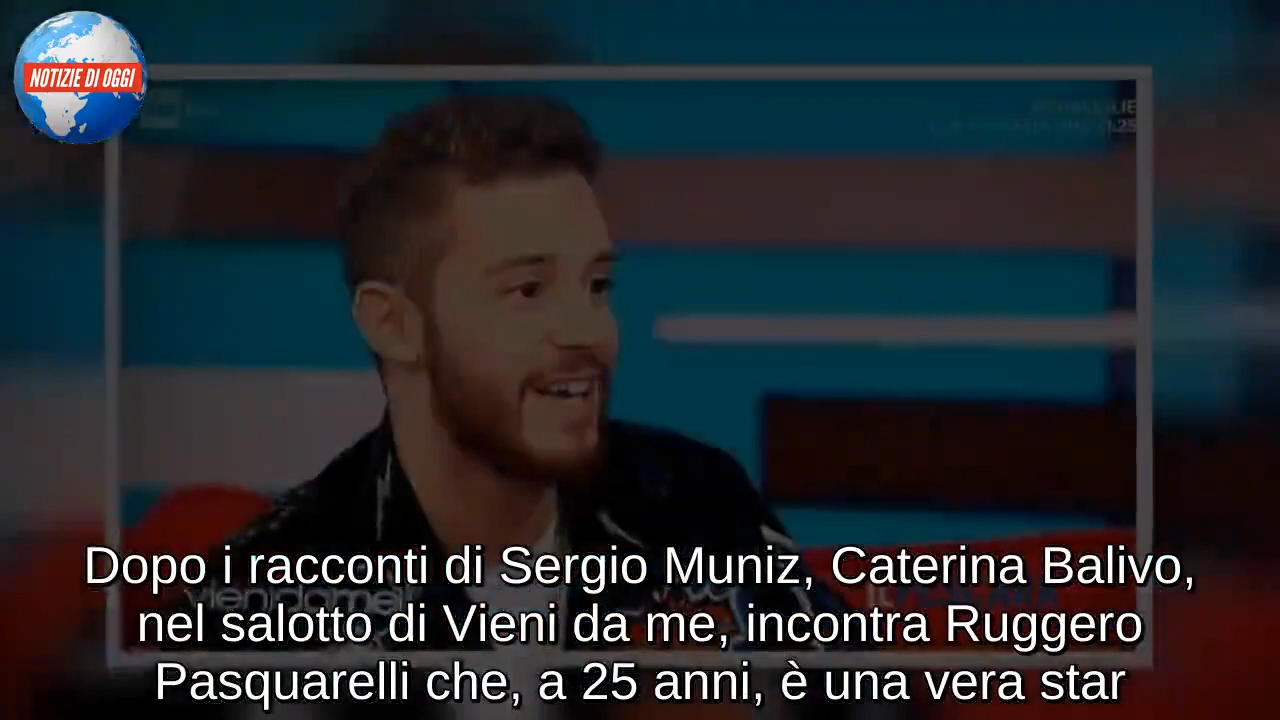 NOTIZIE DI OGGI
Dopo i racconti di Sergio Muniz, Caterina Balivo,
nel salotto di Vieni da me, incontra Ruggero
Pasquarelli che, a 25 anni, è una vera star